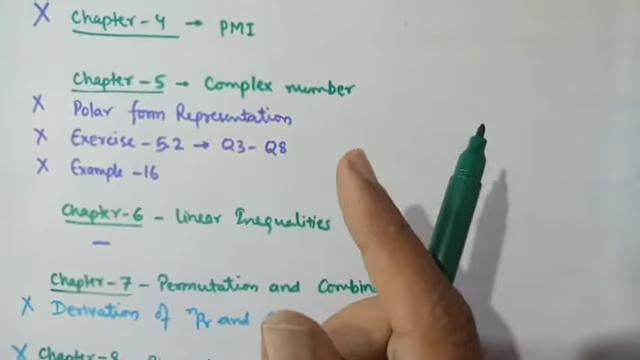 X Chapter-4 → PMI
Chapter-5 → Complex number
X Polar form Representation
X Exercise-5.2 → Q3-Q8
X Example-16
Chapter-6 - Linear Inequalities
-
Chapter-7 - Permutation and Combin
X Derivation of nPr and
X Chapter-8